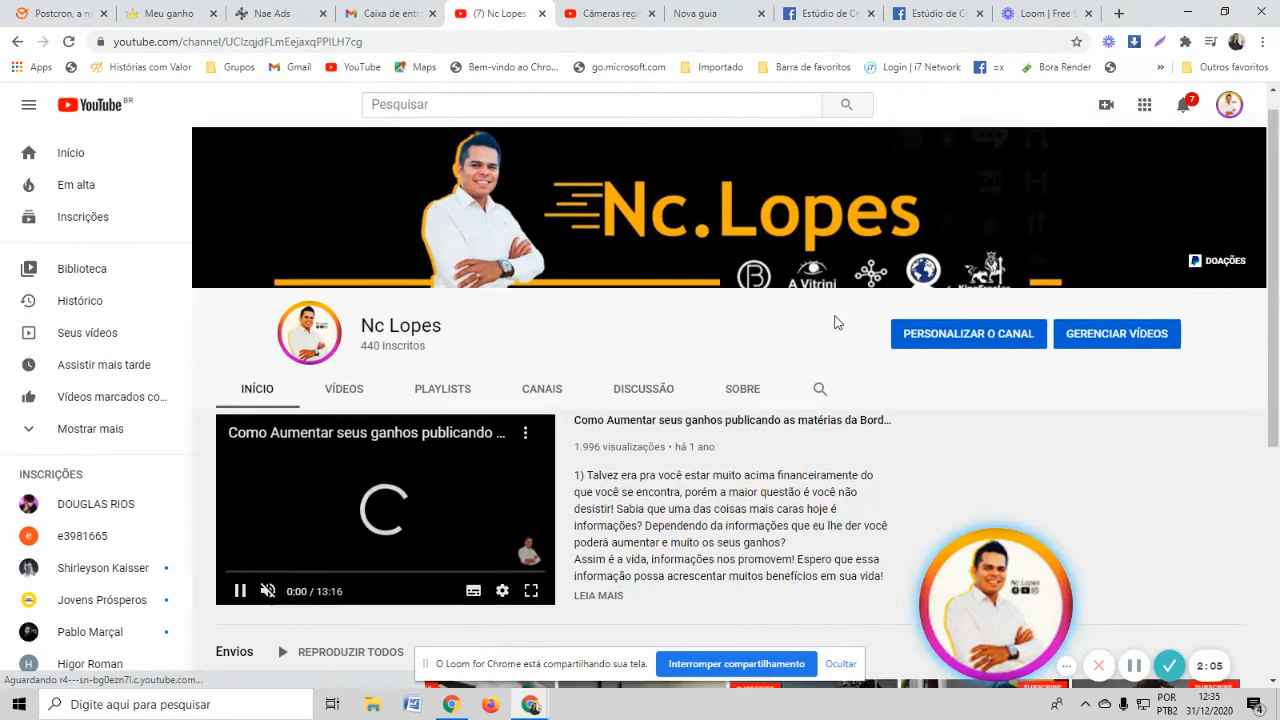 Postcron | o me
Meu ganho
Administrado
Caixa de entra
(7) Nc Lopes
Câmeras regis
Nova guia
Estúdio de Cr
Estúdio de C
Loom Free S
youtube.com/channel/UCIzqjdFLmEejaxqPPILH7cg
Apps
Histórias com Valor
Grupos
Gmail
YouTube
Maps
Bem-vindo ao Chro...
go.microsoft.com
Importado
Barra de favoritos
Login | i7 Network
=x
Bora Render
»
Outros favoritos
YouTube BR
Pesquisar
7
Início
Em alta
Inscrições
Biblioteca
Histórico
Seus vídeos
Assistir mais tarde
Vídeos marcados co...
Mostrar mais
INSCRIÇÕES
DOUGLAS RIOS
e3981665
Shirleyson Kaisser
Jovens Prósperos
Pablo Marçal
Higor Roman
Nc.Lopes
B
A Vitrini
DOAÇÕES
Nc Lopes
440 inscritos
PERSONALIZAR O CANAL
GERENCIAR VÍDEOS
INÍCIO
VÍDEOS
PLAYLISTS
CANAIS
DISCUSSÃO
SOBRE
Como Aumentar seus ganhos publicando ...
0:00 / 13:16
Como Aumentar seus ganhos publicando as matérias da Bord...
1.996 visualizações • há 1 ano
1) Talvez era pra você estar muito acima financeiramente do
que você se encontra, porém a maior questão é você não
desistir! Sabia que uma das coisas mais caras hoje é
informações? Dependendo da informações que eu lhe der você
poderá aumentar e muito os seus ganhos?
Assim é a vida, informações nos promovem! Espero que essa
informação possa acrescentar muitos benefícios em sua vida!
LEIA MAIS
Nc Lopes
Envios
REPRODUZIR TODOS
O Loom for Chrome está compartilhando sua tela.
Interromper compartilhamento
Ocultar
2:05
Aguardando r4---sn-bg0ezn7r.c.youtube.com...
Digite aqui para pesquisar
POR
PTB2
12:35
31/12/2020
4